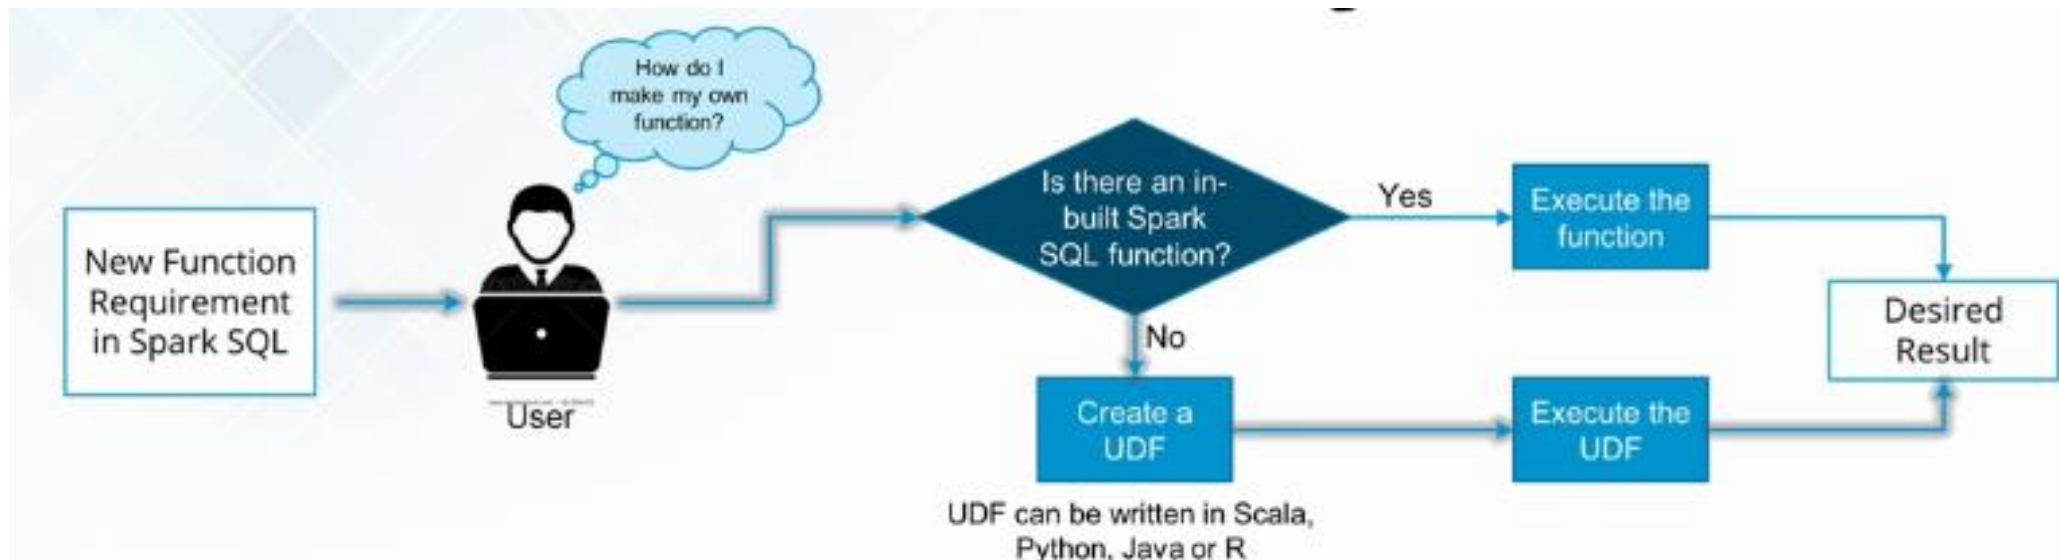 How do I
make my own
function?
New Function
Requirement
in Spark SQL
User
Is there an in-
built Spark
SQL function?
Yes
Execute the
function
No
Desired
Result
Create a
UDF
Execute the
UDF
UDF can be written in Scala,
Python, Java or R